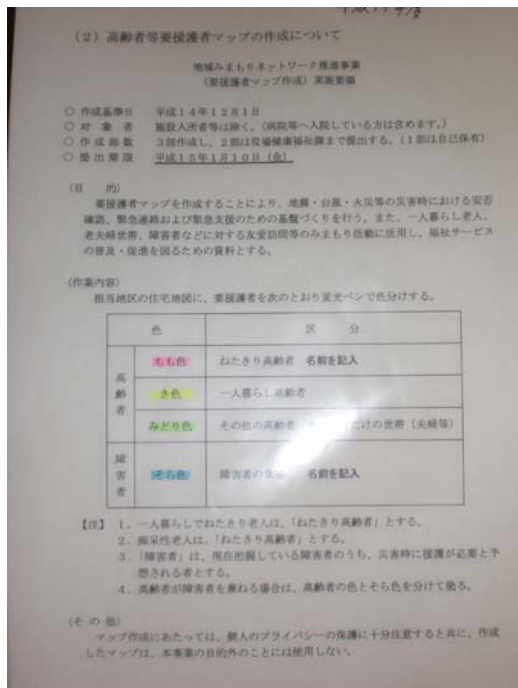 （2）高齢者等要援護者マップの作成について
地域みまもりネットワーク推進事業
（要援護者マップ作成）実施要領
○ 作成基準日　平成１４年１２月１日
○ 対　象　者　施設入所者等は除く。（病院等へ入院している方は含めます。）
○ 作成部数　３部作成し、２部は役場健康福祉課まで提出する。（１部は自己保有）
○ 提出期限　平成１５年１月１０日（金）
（目　的）
要援護者マップを作成することにより、地震・台風・火災等の災害時における安否
確認、緊急連絡および緊急支援のための基盤づくりを行う。また、一人暮らし老人、
老夫婦世帯、障害者などに対する友愛訪問等のみまもり活動に活用し、福祉サービス
の普及・促進を図るための資料とする。
（作業内容）
担当地区の住宅地図に、要援護者を次のとおり蛍光ペンで色分けする。
色　区　分
高齢者
もも色　ねたきり高齢者　名前を記入
き色　一人暮らし高齢者
みどり色　その他の高齢者　だけの世帯（夫婦等）
障害者
そら色　障害者の　名前を記入
【注】１．一人暮らしでねたきり老人は、「ねたきり高齢者」とする。
２．痴呆性老人は、「ねたきり高齢者」とする。
３．「障害者」は、現在把握している障害者のうち、災害時に援護が必要と予
想される者とする。
４．高齢者が障害者を兼ねる場合は、高齢者の色とそら色を分けて塗る。
（その他）
マップ作成にあたっては、個人のプライバシーの保護に十分注意すると共に、作成
したマップは、本事業の目的外のことには使用しない。